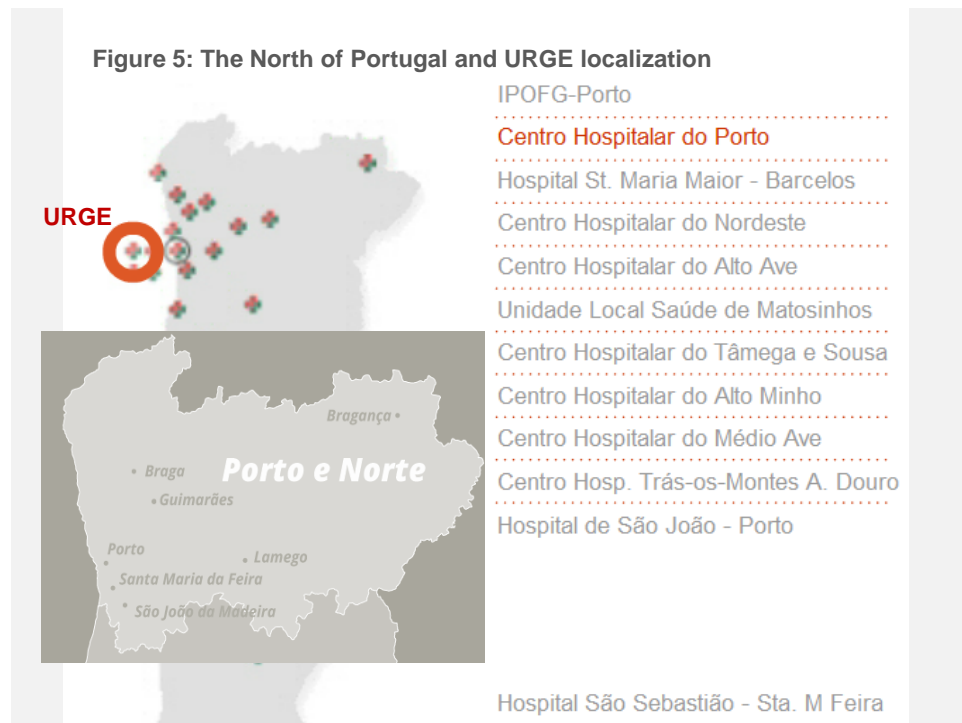 Figure 5: The North of Portugal and URGE localization
IPOFG-Porto
Centro Hospitalar do Porto
Hospital St. Maria Maior - Barcelos
Centro Hospitalar do Nordeste
Centro Hospitalar do Alto Ave
Unidade Local Saúde de Matosinhos
Centro Hospitalar do Tâmega e Sousa
Centro Hospitalar do Alto Minho
Centro Hospitalar do Médio Ave
Centro Hosp. Trás-os-Montes A. Douro
Hospital de São João - Porto
Hospital São Sebastião - Sta. M Feira
URGE
Bragança
Braga
Porto e Norte
Guimarães
Porto
Lamego
Santa Maria da Feira
São João da Madeira